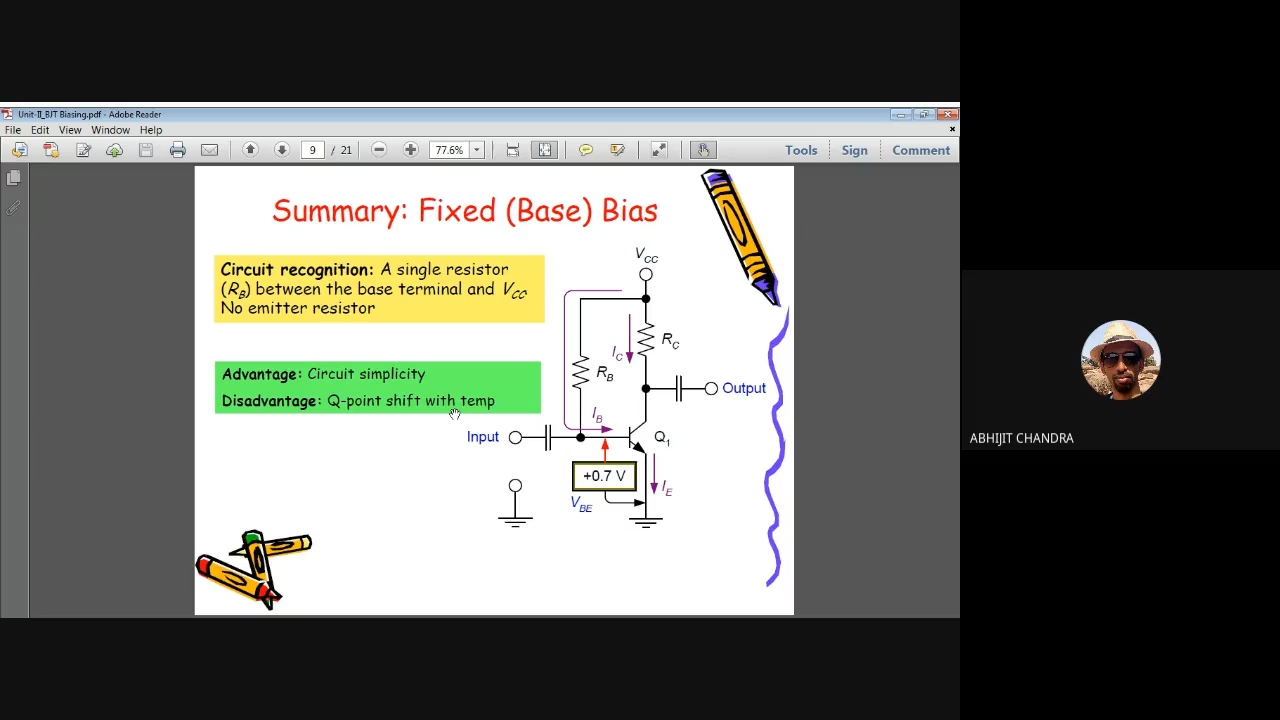 Unit-II_BJT Biasing.pdf - Adobe Reader
File Edit View Window Help
9 / 21 77.6% Tools Sign Comment
Summary: Fixed (Base) Bias
Circuit recognition: A single resistor
(RB) between the base terminal and VCC.
No emitter resistor
Advantage: Circuit simplicity
Disadvantage: Q-point shift with temp
VCC
RC
IC
RB
Output
IB
Input
Q1
+0.7 V
IE
VBE
ABHIJIT CHANDRA